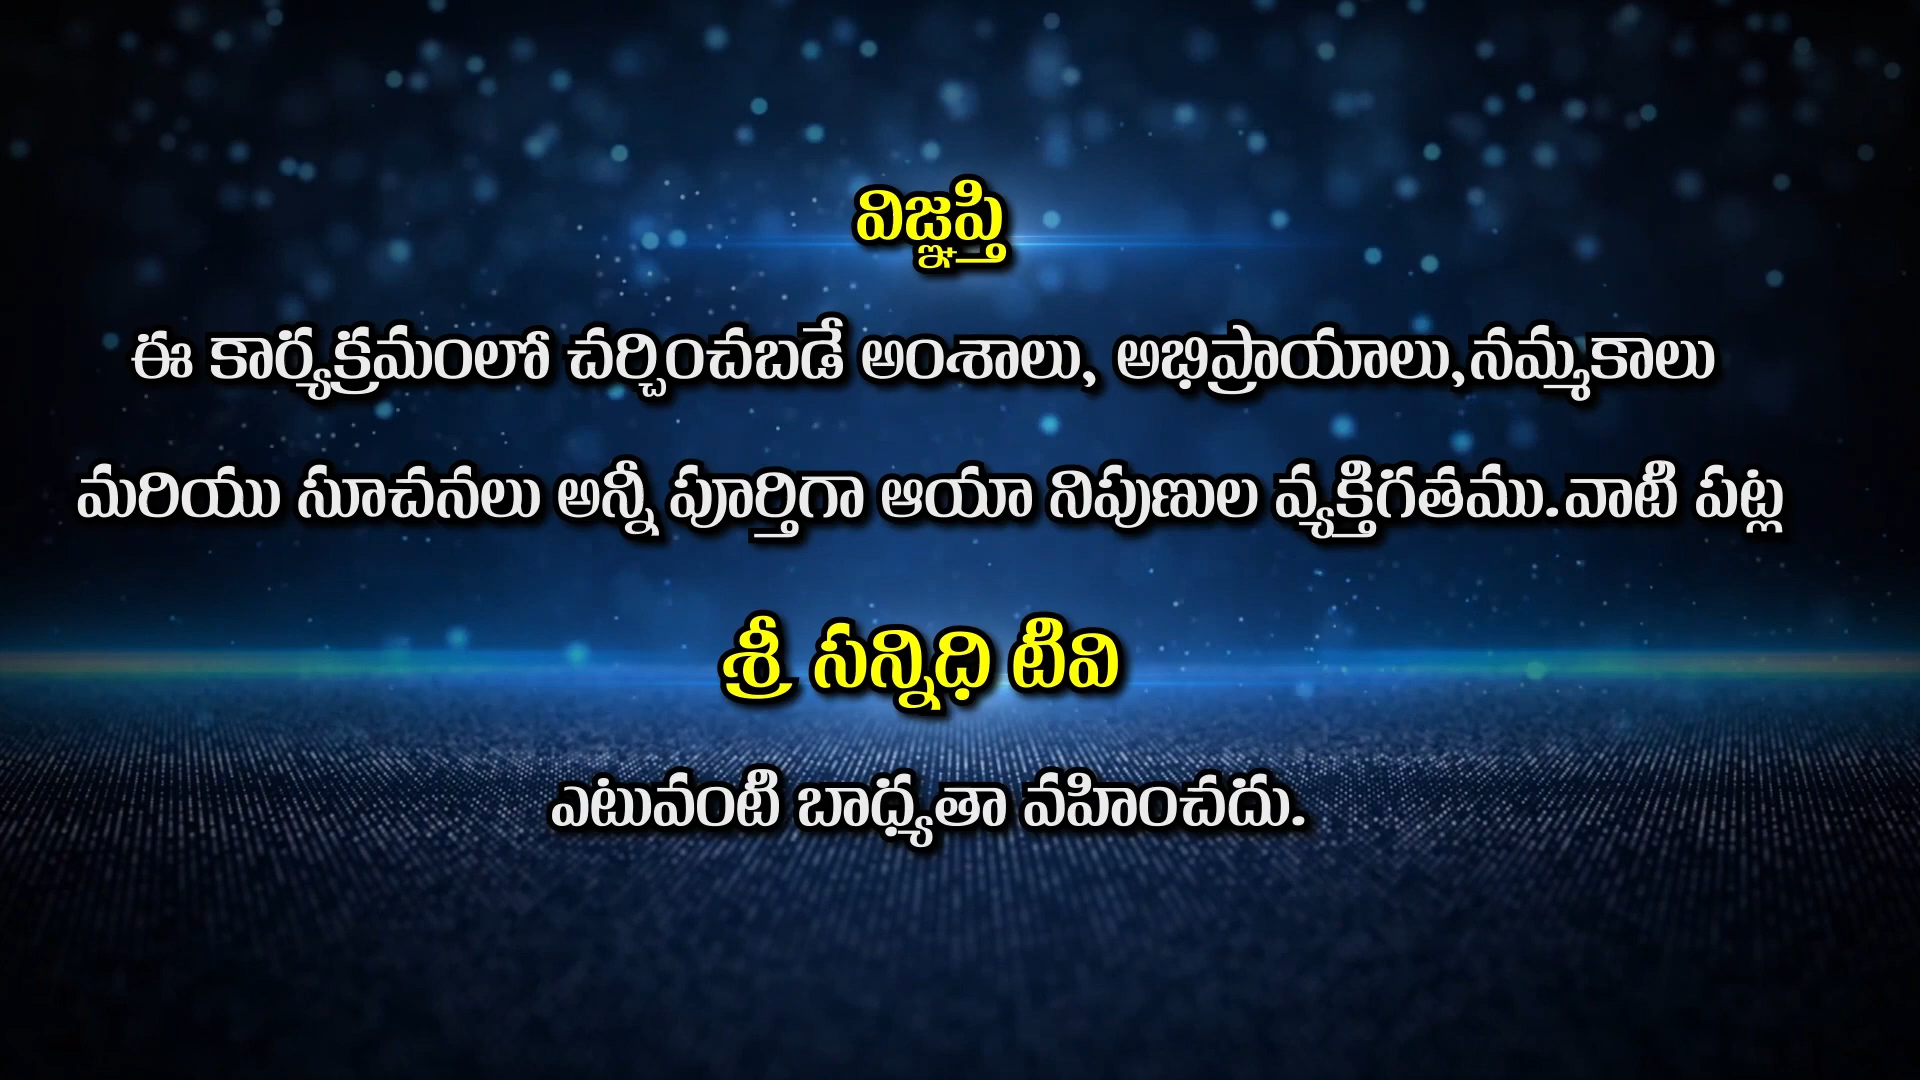 విజ్ఞప్తి
ఈ కార్యక్రమంలో చర్చించబడే అంశాలు, అభిప్రాయాలు,నమ్మకాలు
మరియు సూచనలు అన్నీ పూర్తిగా ఆయా నిపుణుల వ్యక్తిగతము.వాటి పట్ల
శ్రీ సన్నిధి టీవి
ఎటువంటి బాధ్యతా వహించదు.